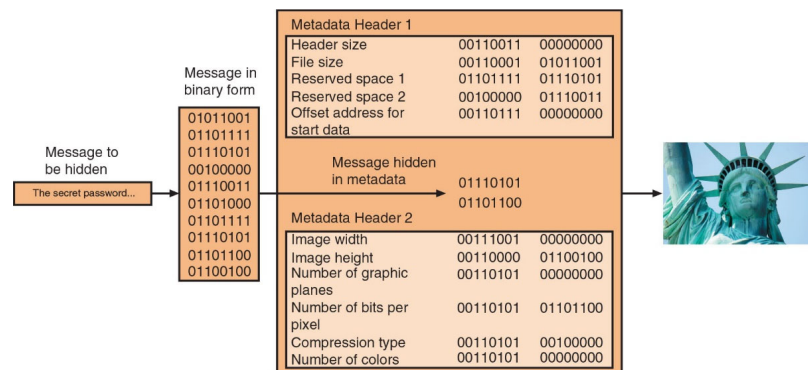 Message to
be hidden
The secret password...
Message in
binary form
01011001
01101111
01110101
00100000
01110011
01101000
01101111
01110101
01101100
01100100
Metadata Header 1
Header size 00110011 00000000
File size 00110001 01011001
Reserved space 1 01101111 01110101
Reserved space 2 00100000 01110011
Offset address for 00110111 00000000
start data
Message hidden
in metadata
01110101
01101100
Metadata Header 2
Image width 00111001 00000000
Image height 00110000 01100100
Number of graphic 00110101 00000000
planes
Number of bits per 00110101 01101100
pixel
Compression type 00110101 00100000
Number of colors 00110101 00000000